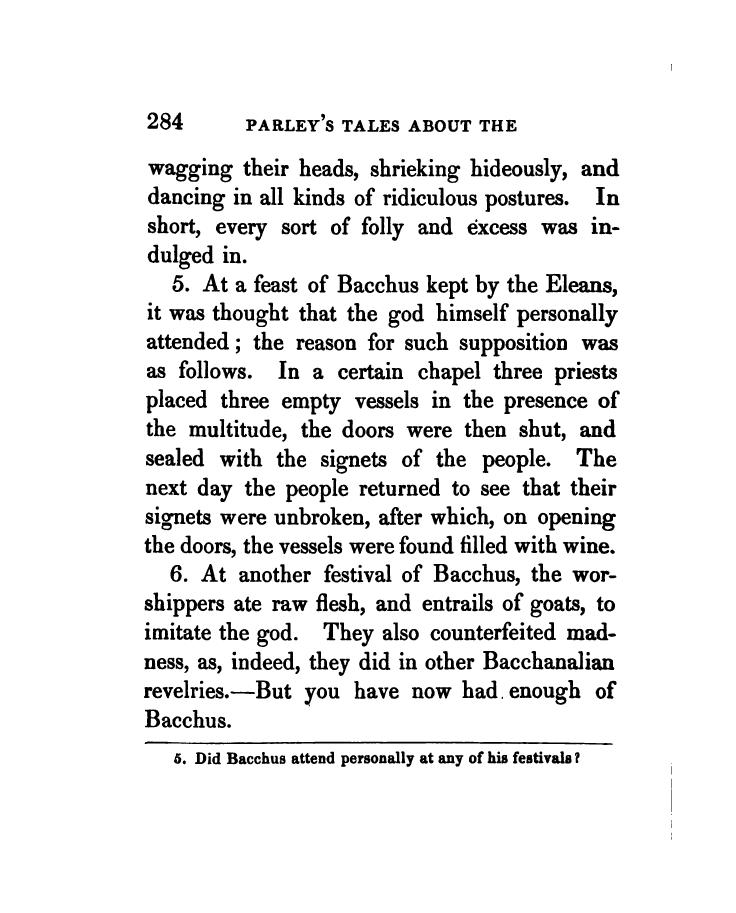 284 PARLEY'S TALES ABOUT THE
wagging their heads, shrieking hideously, and
dancing in all kinds of ridiculous postures. In
short, every sort of folly and excess was in-
dulged in.
5. At a feast of Bacchus kept by the Eleans,
it was thought that the god himself personally
attended; the reason for such supposition was
as follows. In a certain chapel three priests
placed three empty vessels in the presence of
the multitude, the doors were then shut, and
sealed with the signets of the people. The
next day the people returned to see that their
signets were unbroken, after which, on opening
the doors, the vessels were found filled with wine.
6. At another festival of Bacchus, the wor-
shippers ate raw flesh, and entrails of goats, to
imitate the god. They also counterfeited mad-
ness, as, indeed, they did in other Bacchanalian
revelries.—But you have now had enough of
Bacchus.
5. Did Bacchus attend personally at any of his festivals?